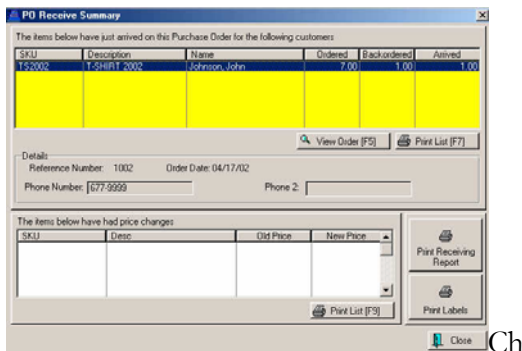 PO Receive Summary
The items below have just arrived on this Purchase Order for the following customers
SKU Description Name Ordered Backordered Arrived
TS2002 T-SHIRT 2002 Johnson, John 7.00 1.00 1.00
View Order [F5] Print List [F7]
Details
Reference Number: 1002 Order Date: 04/17/02
Phone Number: 677-9999 Phone 2:
The items below have had price changes
SKU Desc Old Price New Price
Print Receiving
Report
Print List [F9] Print Labels
Close Ch